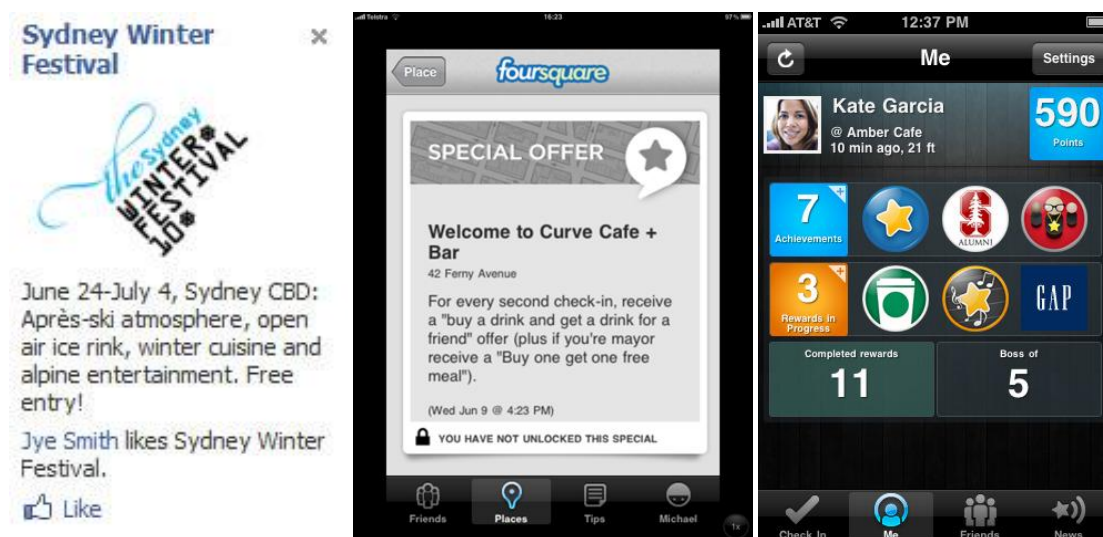 Sydney Winter
Festival
the Sydney
WINTER
FESTIVAL
10
June 24-July 4, Sydney CBD:
Après-ski atmosphere, open
air ice rink, winter cuisine and
alpine entertainment. Free
entry!
Jye Smith likes Sydney Winter
Festival.
Like
Telstra
16:23
97%
Place
foursquare
SPECIAL OFFER
Welcome to Curve Cafe +
Bar
42 Ferny Avenue
For every second check-in, receive
a "buy a drink and get a drink for a
friend" offer (plus if you're mayor
receive a "Buy one get one free
meal").
(Wed Jun 9 @ 4:23 PM)
YOU HAVE NOT UNLOCKED THIS SPECIAL
Friends
Places
Tips
Michael
1x
AT&T
12:37 PM
Me
Settings
Kate Garcia
@ Amber Cafe
10 min ago, 21 ft
590
Points
7
Achievements
S
ALUMNI
3
Rewards in
Progress
GAP
Completed rewards
11
Boss of
5
Check In
Me
Friends
News